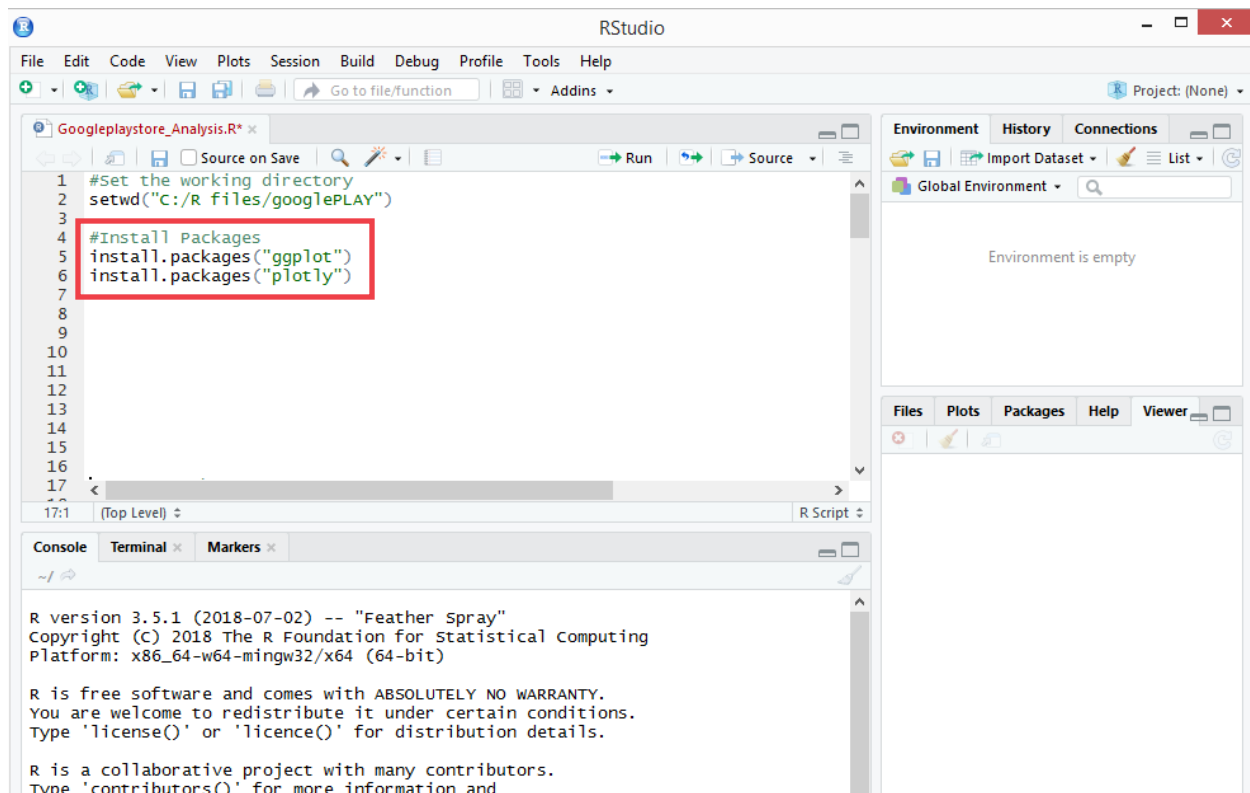 RStudio
File Edit Code View Plots Session Build Debug Profile Tools Help
Go to file/function Addins Project: (None)
Googleplaystore_Analysis.R*
Source on Save Run Source
1 #Set the working directory
2 setwd("C:/R files/googlePLAY")
3
4 #Install Packages
5 install.packages("ggplot")
6 install.packages("plotly")
7
8
9
10
11
12
13
14
15
16
17
17:1 (Top Level) R Script
Console Terminal Markers
~/
R version 3.5.1 (2018-07-02) -- "Feather Spray"
Copyright (C) 2018 The R Foundation for Statistical Computing
Platform: x86_64-w64-mingw32/x64 (64-bit)
R is free software and comes with ABSOLUTELY NO WARRANTY.
You are welcome to redistribute it under certain conditions.
Type 'license()' or 'licence()' for distribution details.
R is a collaborative project with many contributors.
Type 'contributors()' for more information and
Environment History Connections
Import Dataset List
Global Environment
Environment is empty
Files Plots Packages Help Viewer